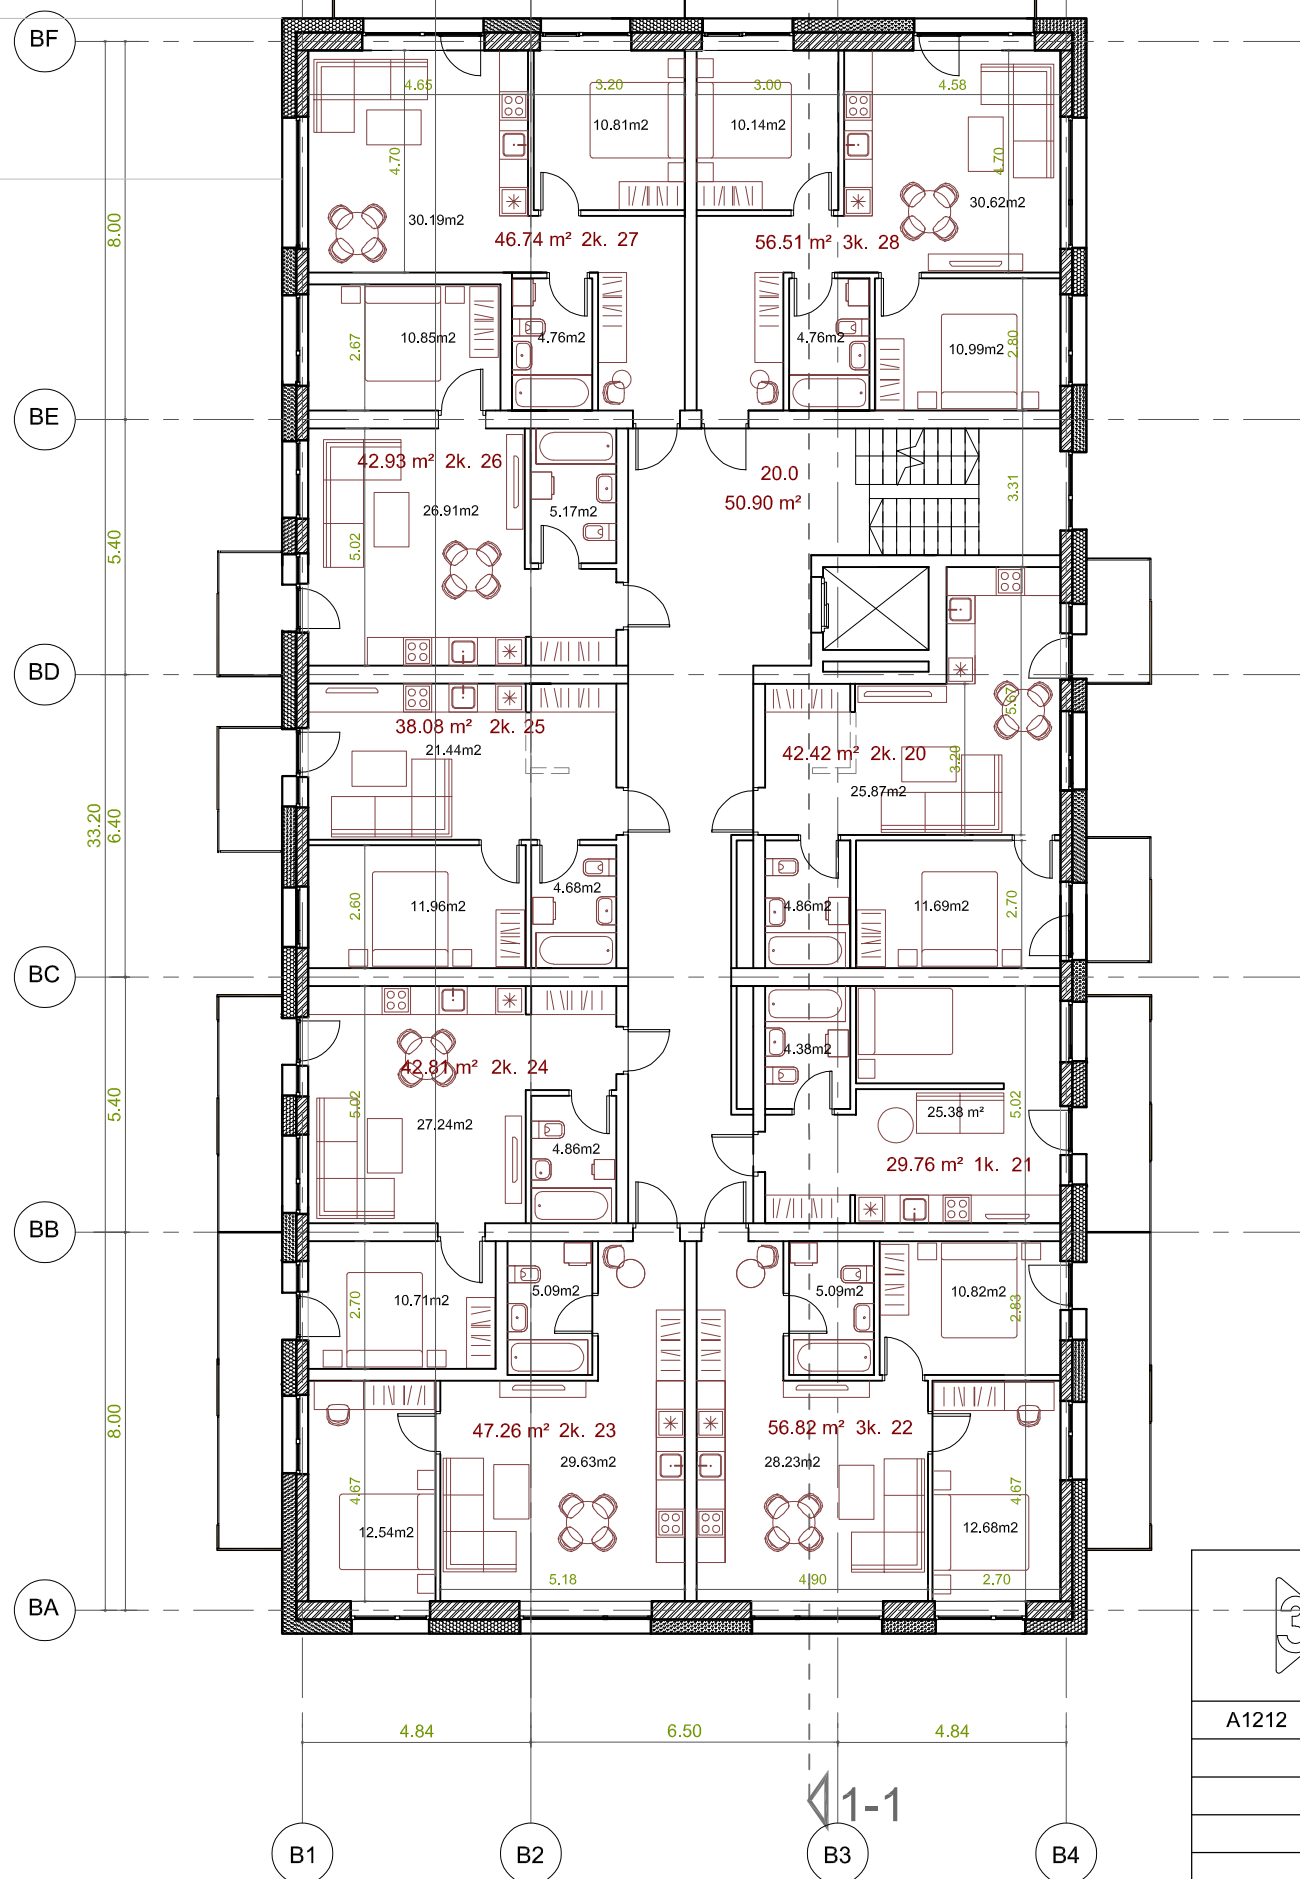 BF
4.65
3.20
3.00
4.58
10.81m2
10.14m2
4.70
4.70
30.19m2
30.62m2
8.00
46.74 m² 2k. 27
56.51 m² 3k. 28
2.67
10.85m2
4.76m2
4.76m2
10.99m2
2.80
BE
42.93 m² 2k. 26
20.0
50.90 m²
3.31
26.91m2
5.17m2
5.02
5.40
BD
38.08 m² 2k. 25
21.44m2
5.67
42.42 m² 2k. 20
3.20
25.87m2
33.20
6.40
2.60
11.96m2
4.68m2
4.86m2
11.69m2
2.70
BC
4.38m2
42.81 m² 2k. 24
5.02
5.02
5.40
27.24m2
25.38 m²
4.86m2
29.76 m² 1k. 21
BB
2.70
10.71m2
5.09m2
5.09m2
10.82m2
2.83
8.00
47.26 m² 2k. 23
56.82 m² 3k. 22
29.63m2
28.23m2
4.67
4.67
12.54m2
12.68m2
5.18
4.90
2.70
BA
A1212
4.84
6.50
4.84
1-1
B1
B2
B3
B4